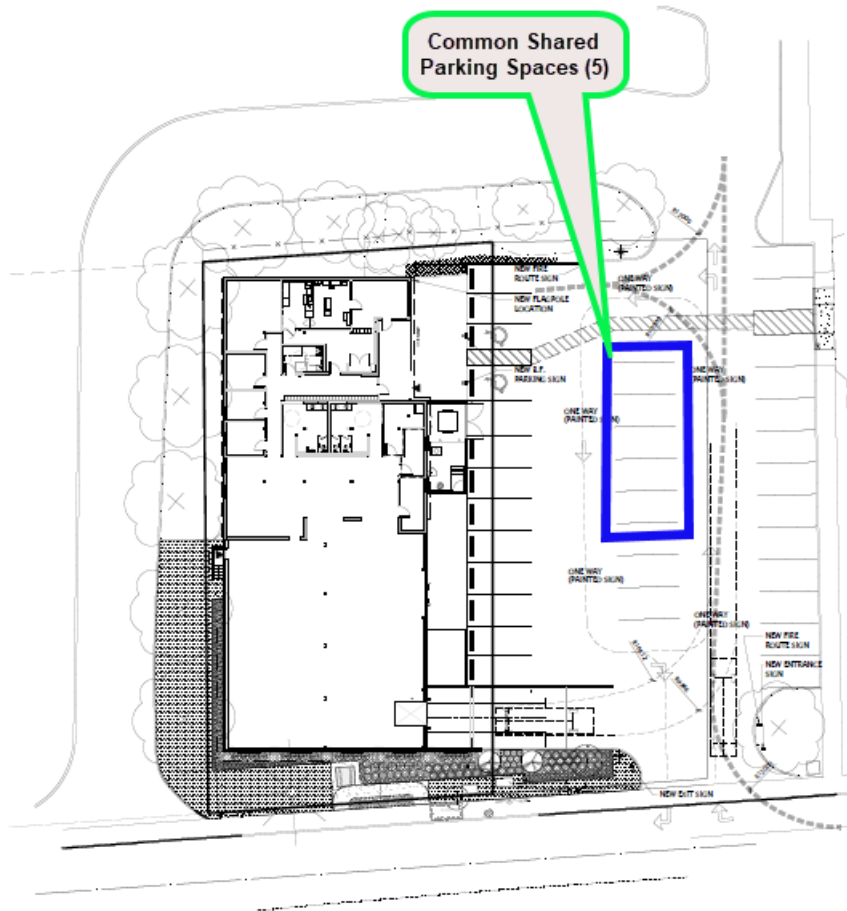 Common Shared
Parking Spaces (5)
NEW FIRE
ROUTE SIGN
NEW FLAGPOLE
LOCATION
ONE WAY
(PAINTED SIGN)
NEW B.F.
PARKING SIGN
ONE WAY
(PAINTED SIGN)
ONE WAY
(PAINTED SIGN)
ONE WAY
(PAINTED SIGN)
ONE WAY
(PAINTED SIGN)
NEW FIRE
ROUTE SIGN
NEW ENTRANCE
SIGN
NEW EXIT SIGN